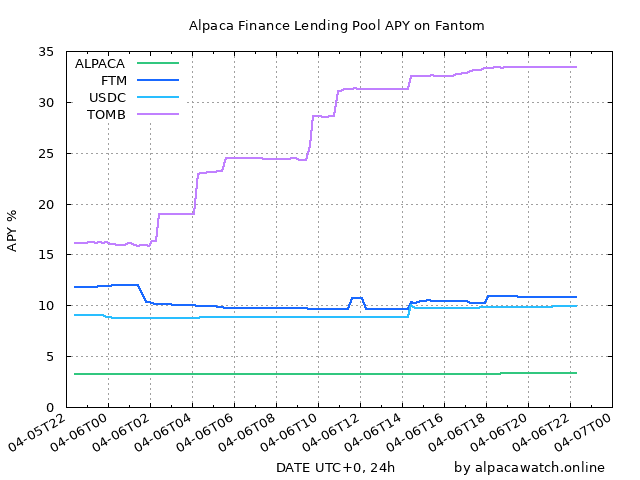 Alpaca Finance Lending Pool APY on Fantom
35
30
25
20
15
10
5
0
APY %
ALPACA
FTM
USDC
TOMB
04-05T22
04-06T00
04-06T02
04-06T04
04-06T06
04-06T08
04-06T10
04-06T12
04-06T14
04-06T16
04-06T18
04-06T20
04-06T22
04-07T00
DATE UTC+0, 24h
by alpacawatch.online